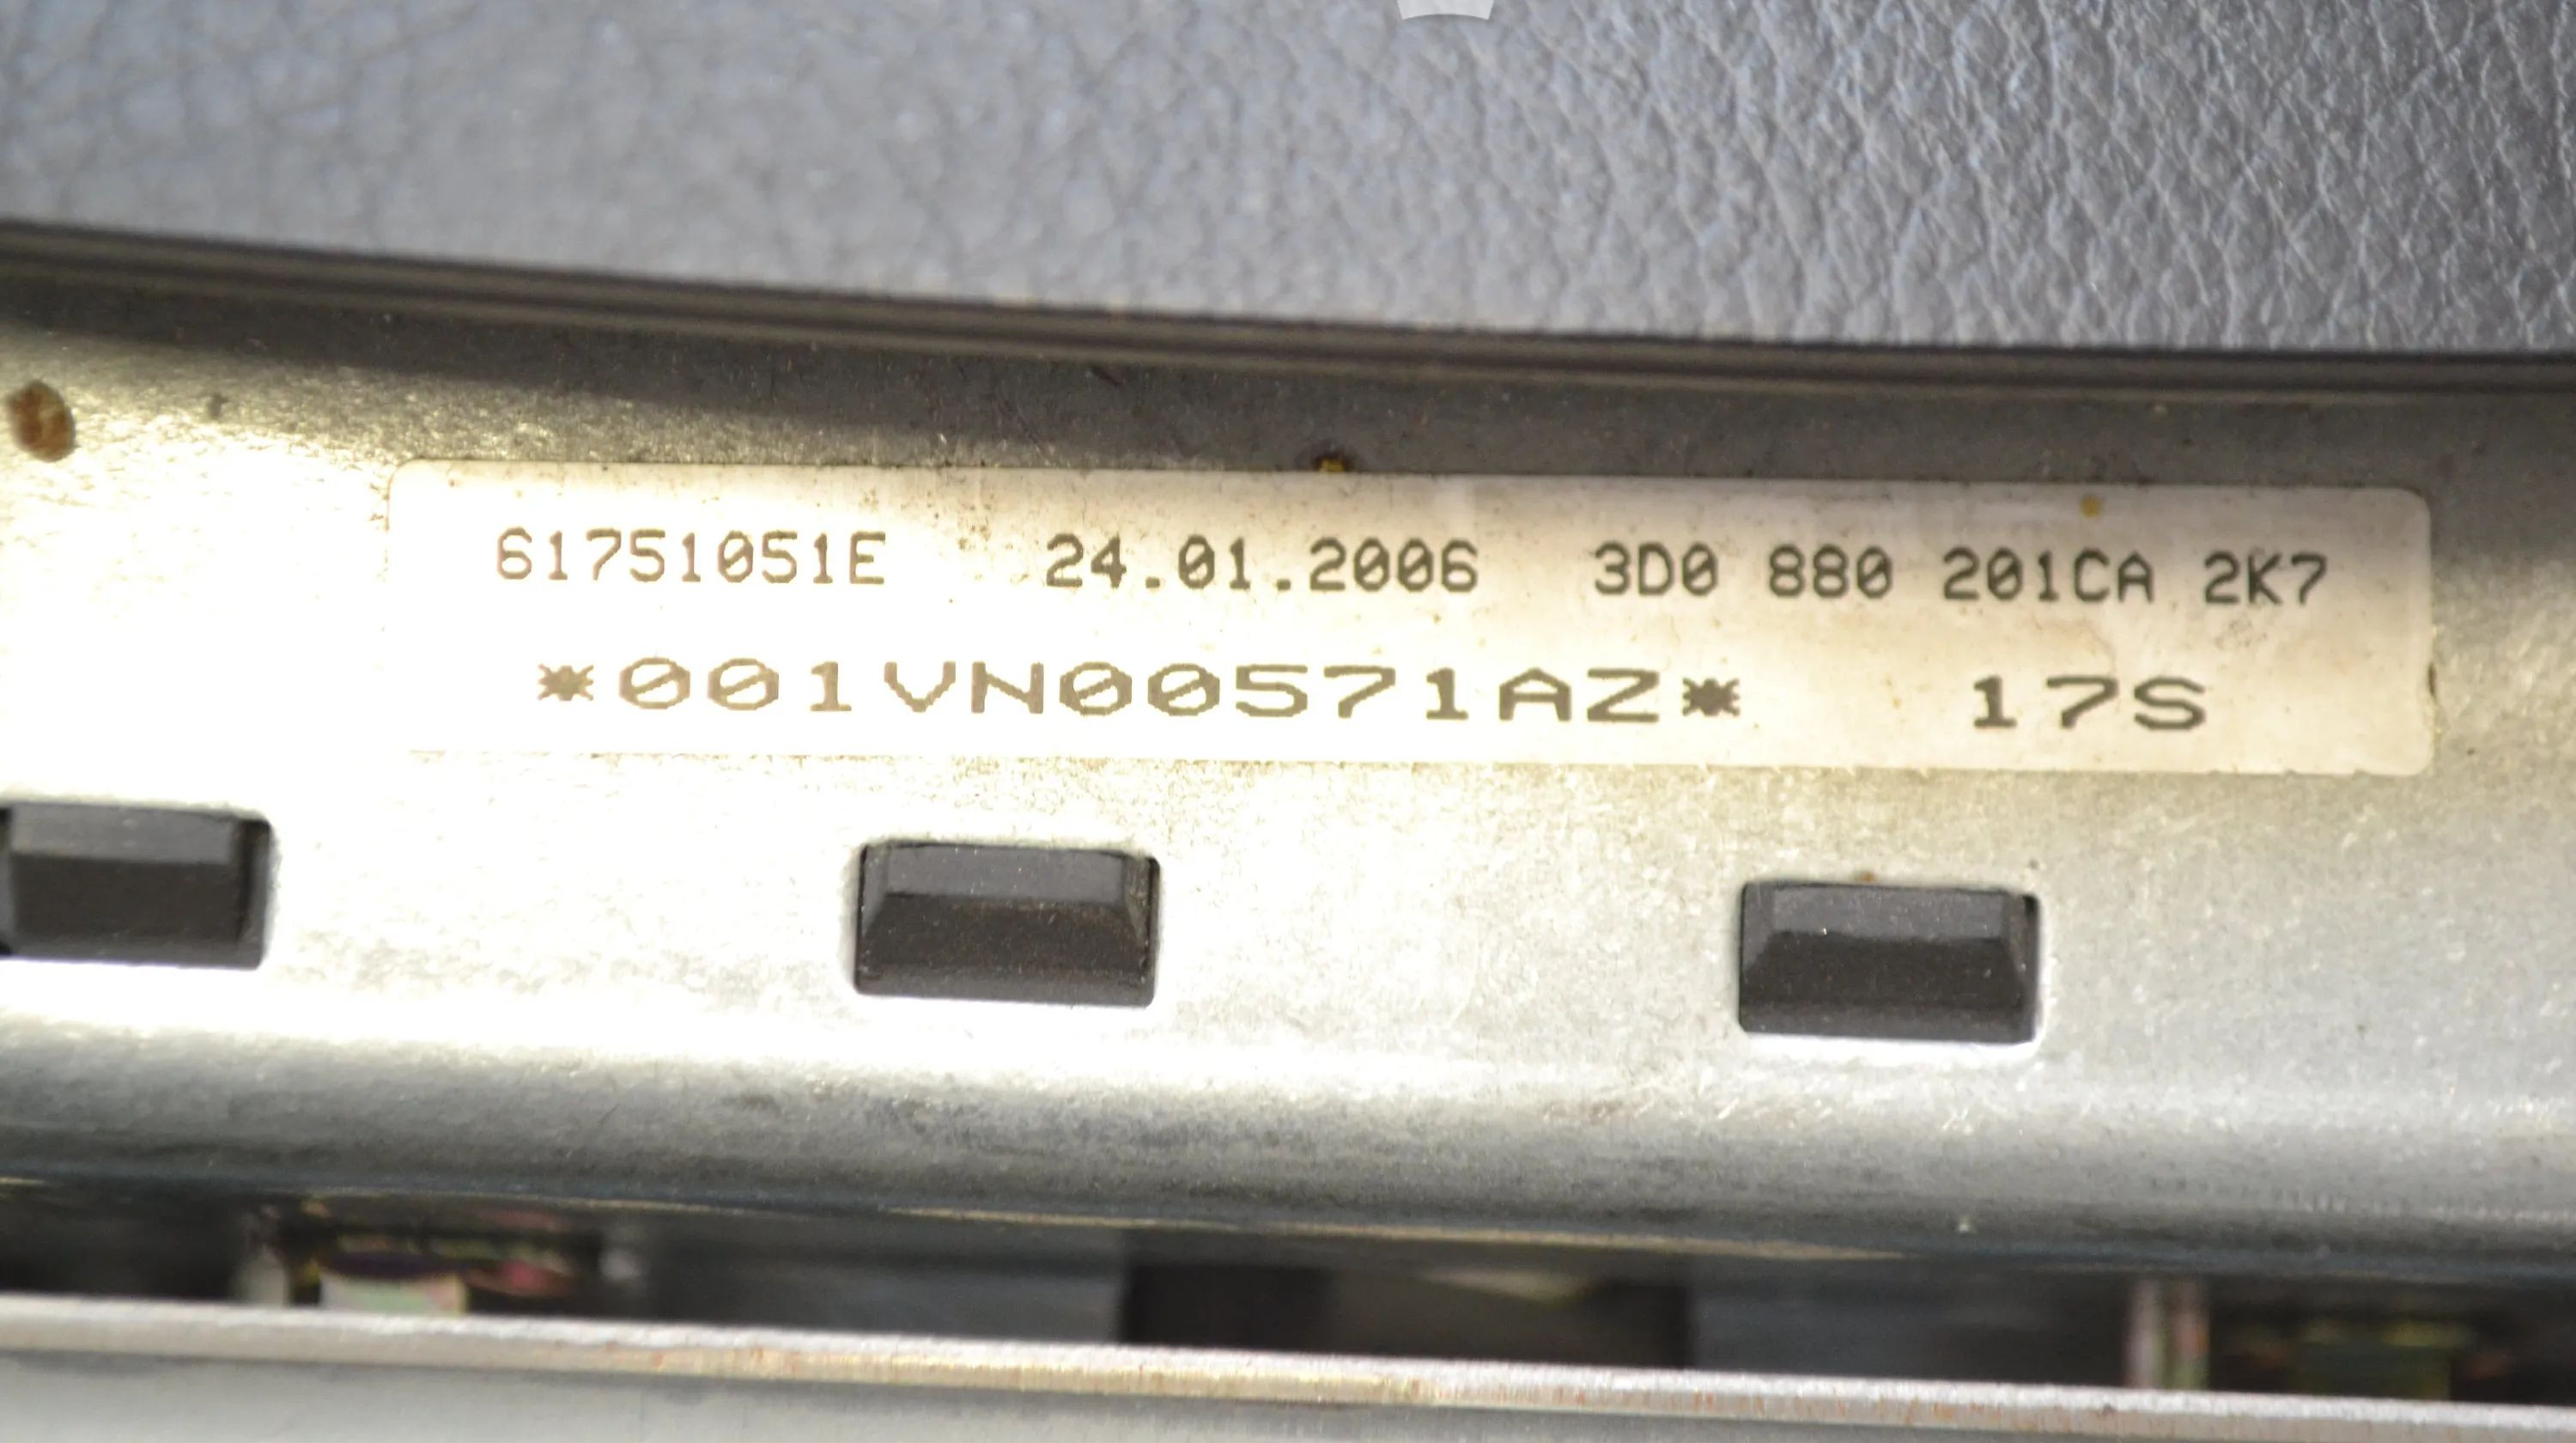 61751051E 24.01.2006 3D0 880 201CA 2K7
*001VN00571AZ* 17S